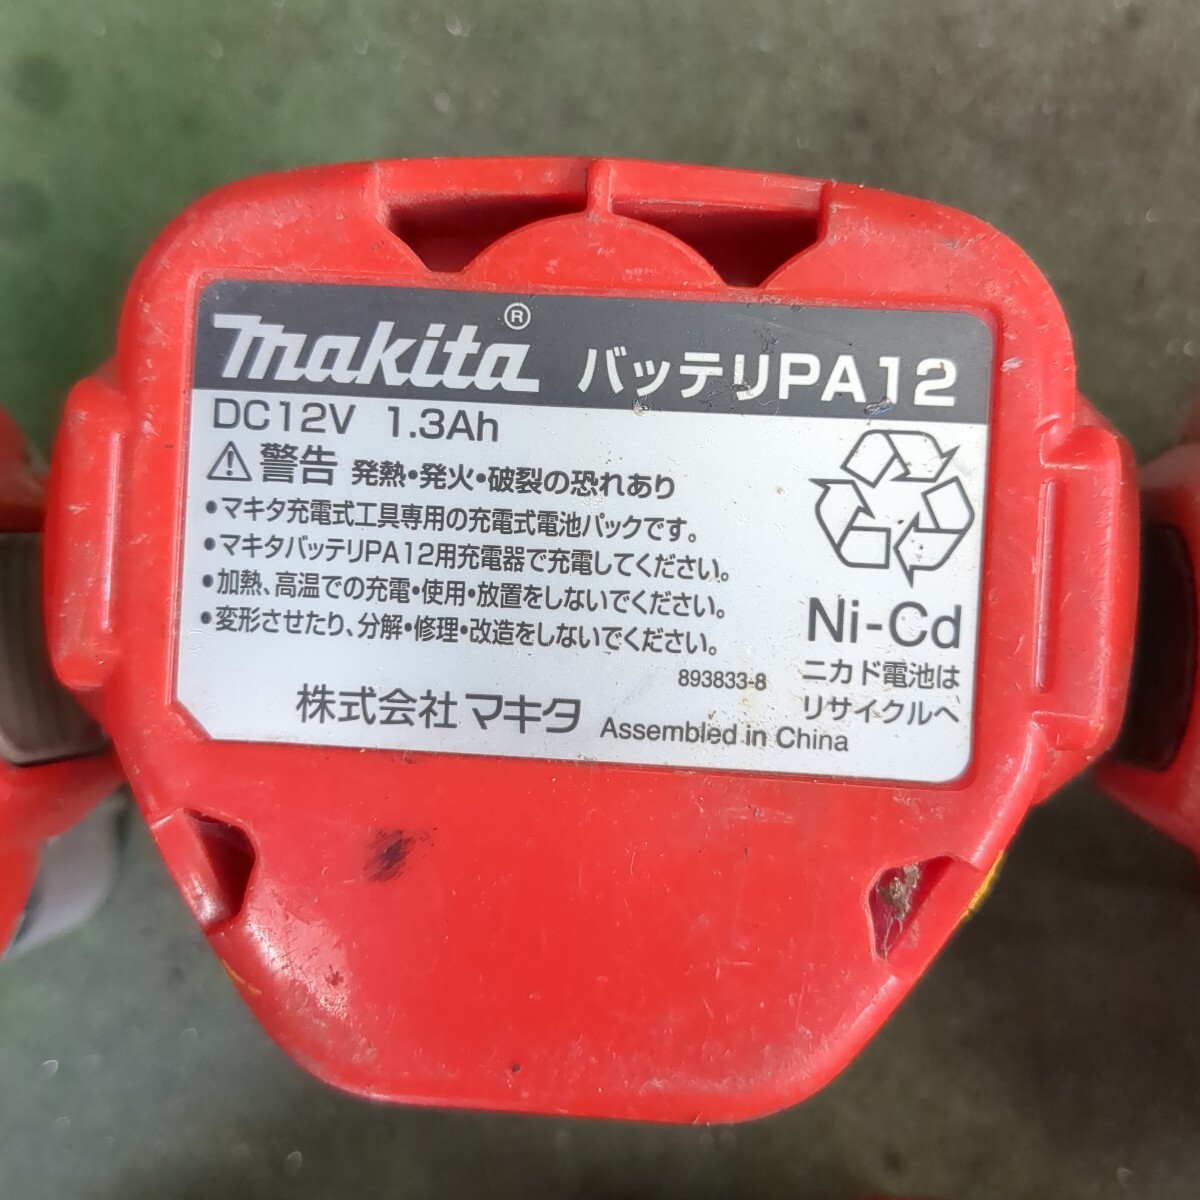 makita® バッテリPA12
DC12V 1.3Ah
警告 発熱・発火・破裂の恐れあり
・マキタ充電式工具専用の充電式電池パックです。
・マキタバッテリPA12用充電器で充電してください。
・加熱、高温での充電・使用・放置をしないでください。
・変形させたり、分解・修理・改造をしないでください。
893833-8
株式会社マキタ Assembled in China
Ni-Cd
ニカド電池は
リサイクルへ